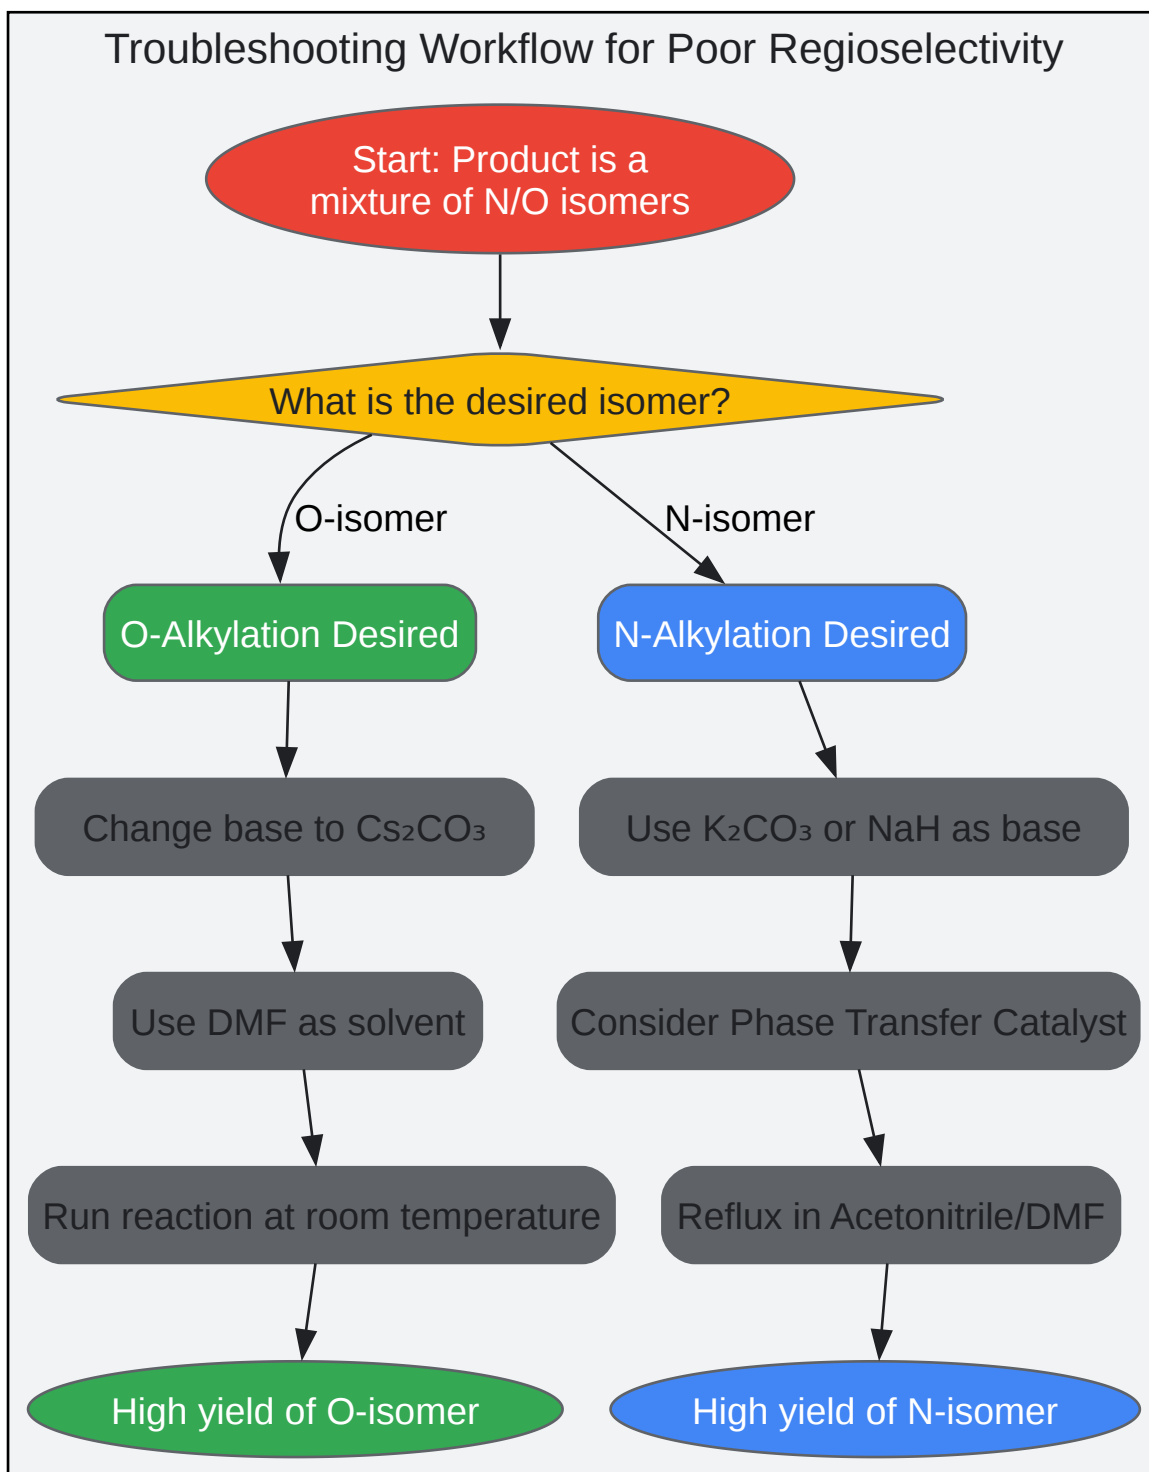 Troubleshooting Workflow for Poor Regioselectivity
Start: Product is a
mixture of N/O isomers
What is the desired isomer?
O-isomer
N-isomer
O-Alkylation Desired
N-Alkylation Desired
Change base to Cs₂CO₃
Use K₂CO₃ or NaH as base
Use DMF as solvent
Consider Phase Transfer Catalyst
Run reaction at room temperature
Reflux in Acetonitrile/DMF
High yield of O-isomer
High yield of N-isomer